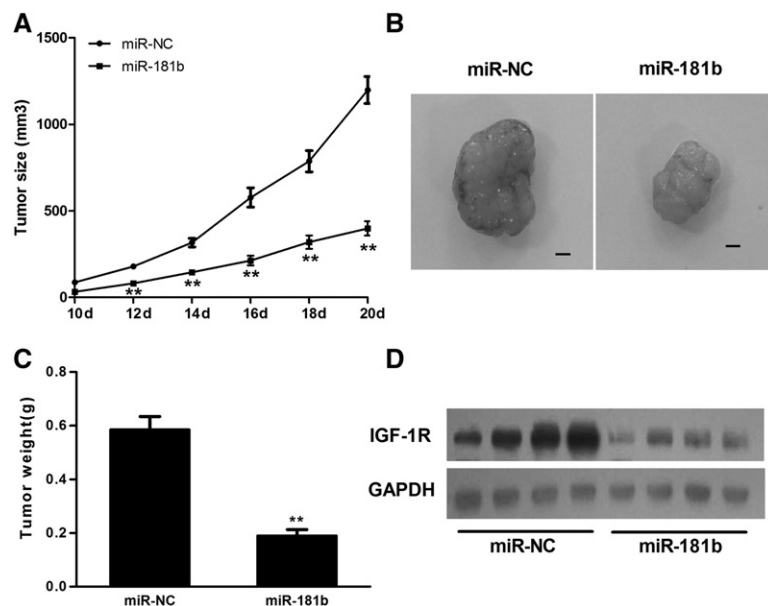 A
Tumor size (mm3)
1500
1000
500
0
miR-NC
miR-181b
**
**
**
**
**
10d
12d
14d
16d
18d
20d
B
miR-NC
miR-181b
C
Tumor weight(g)
0.8
0.6
0.4
0.2
0.0
**
miR-NC
miR-181b
D
IGF-1R
GAPDH
miR-NC
miR-181b